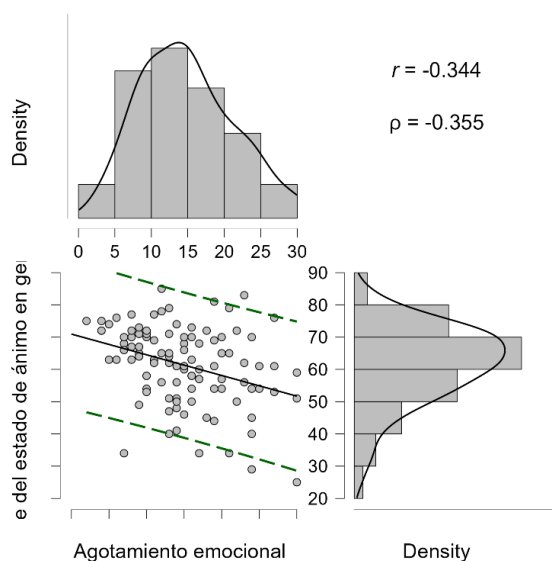 Density
r = -0.344
ρ = -0.355
0 5 10 15 20 25 30
e del estado de ánimo en
90
80
70
60
50
40
30
20
Agotamiento emocional
Density